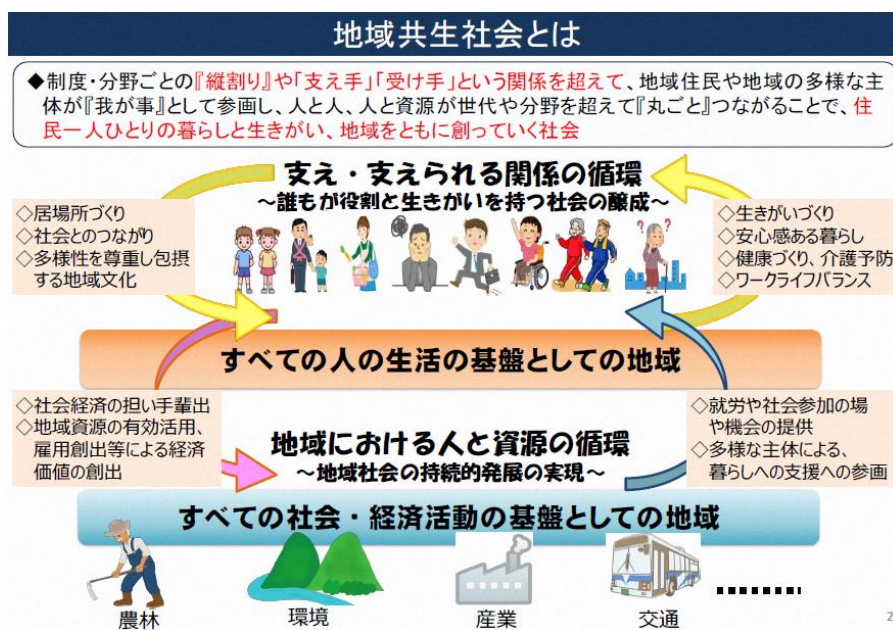 地域共生社会とは
◆制度・分野ごとの『縦割り』や「支え手」「受け手」という関係を超えて、地域住民や地域の多様な主
体が『我が事』として参画し、人と人、人と資源が世代や分野を超えて『丸ごと』つながることで、住
民一人ひとりの暮らしと生きがい、地域をともに創っていく社会
支え・支えられる関係の循環
～誰もが役割と生きがいを持つ社会の醸成～
◇居場所づくり
◇社会とのつながり
◇多様性を尊重し包摂
する地域文化
◇生きがいづくり
◇安心感ある暮らし
◇健康づくり、介護予防
◇ワークライフバランス
すべての人の生活の基盤としての地域
◇社会経済の担い手輩出
◇地域資源の有効活用、
雇用創出等による経済
価値の創出
地域における人と資源の循環
～地域社会の持続的発展の実現～
◇就労や社会参加の場
や機会の提供
◇多様な主体による、
暮らしへの支援への参画
すべての社会・経済活動の基盤としての地域
農林
環境
産業
交通
2